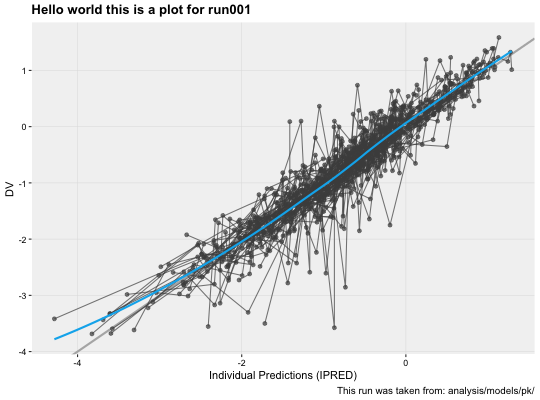 Hello world this is a plot for run001
DV
1
0
-1
-2
-3
-4
-4
-2
0
Individual Predictions (IPRED)
This run was taken from: analysis/models/pk/